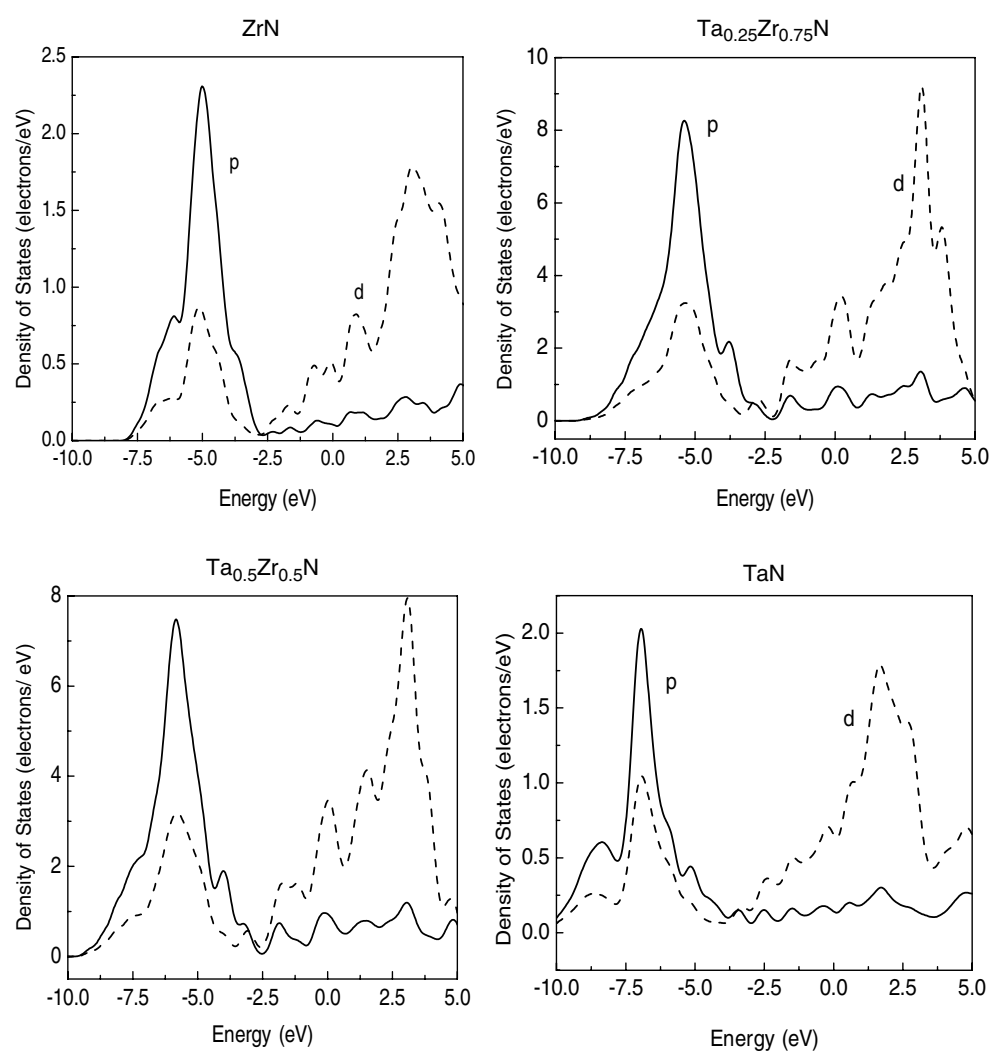 ZrN
Density of States (electrons/eV)
2.5
2.0
1.5
1.0
0.5
0.0
p
d
-10.0 -7.5 -5.0 -2.5 0.0 2.5 5.0
Energy (eV)
Ta0.25Zr0.75N
Density of States (electrons/eV)
10
8
6
4
2
0
p
d
-10.0 -7.5 -5.0 -2.5 0.0 2.5 5.0
Energy (eV)
Ta0.5Zr0.5N
Density of States (electrons/ eV)
8
6
4
2
0
-10.0 -7.5 -5.0 -2.5 0.0 2.5 5.0
Energy (eV)
TaN
Density of States (electrons/eV)
2.0
1.5
1.0
0.5
0.0
p
d
-10.0 -7.5 -5.0 -2.5 0.0 2.5 5.0
Energy (eV)